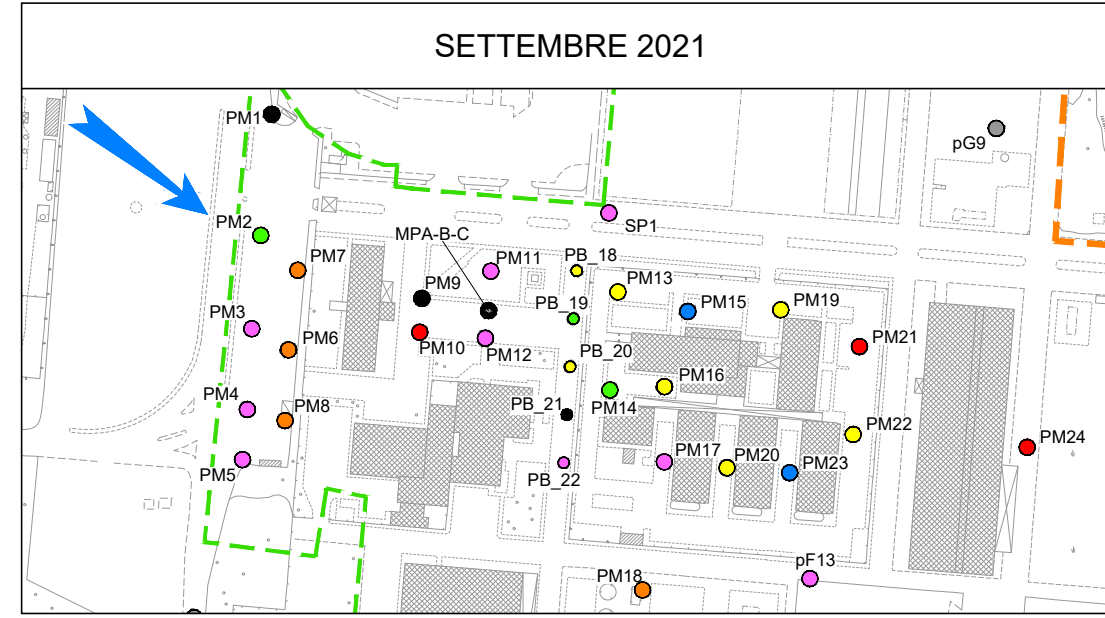 SETTEMBRE 2021
PM1
pG9
PM2
SP1
MPA-B-C
PM11
PB_18
PM7
PM13
PM9
PB_19
PM15
PM19
PM3
PM6
PM10
PM12
PM21
PB_20
PM16
PM4
PM8
PB_21
PM14
PM22
PM24
PM5
PM17
PM20
PM23
PB_22
pF13
PM18